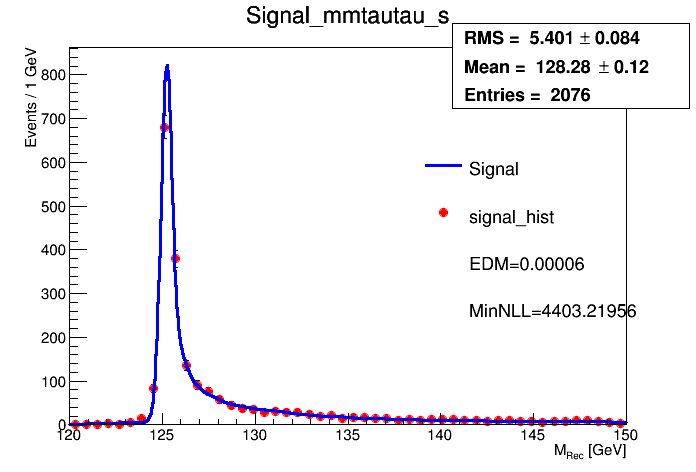 Signal_mmtautau_s
RMS = 5.401 ± 0.084
Mean = 128.28 ± 0.12
Entries = 2076
Events / 1 GeV
800
700
600
500
400
300
200
100
0
Signal
signal_hist
EDM=0.00006
MinNLL=4403.21956
120 125 130 135 140 145 150
M_Rec [GeV]